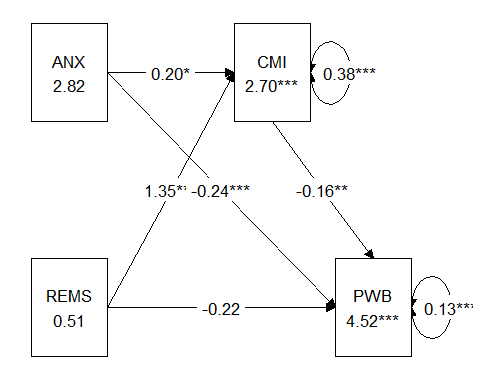 ANX
2.82
CMI
2.70***
0.20*
0.38***
1.35**
-0.24***
-0.16**
REMS
0.51
PWB
4.52***
-0.22
0.13***